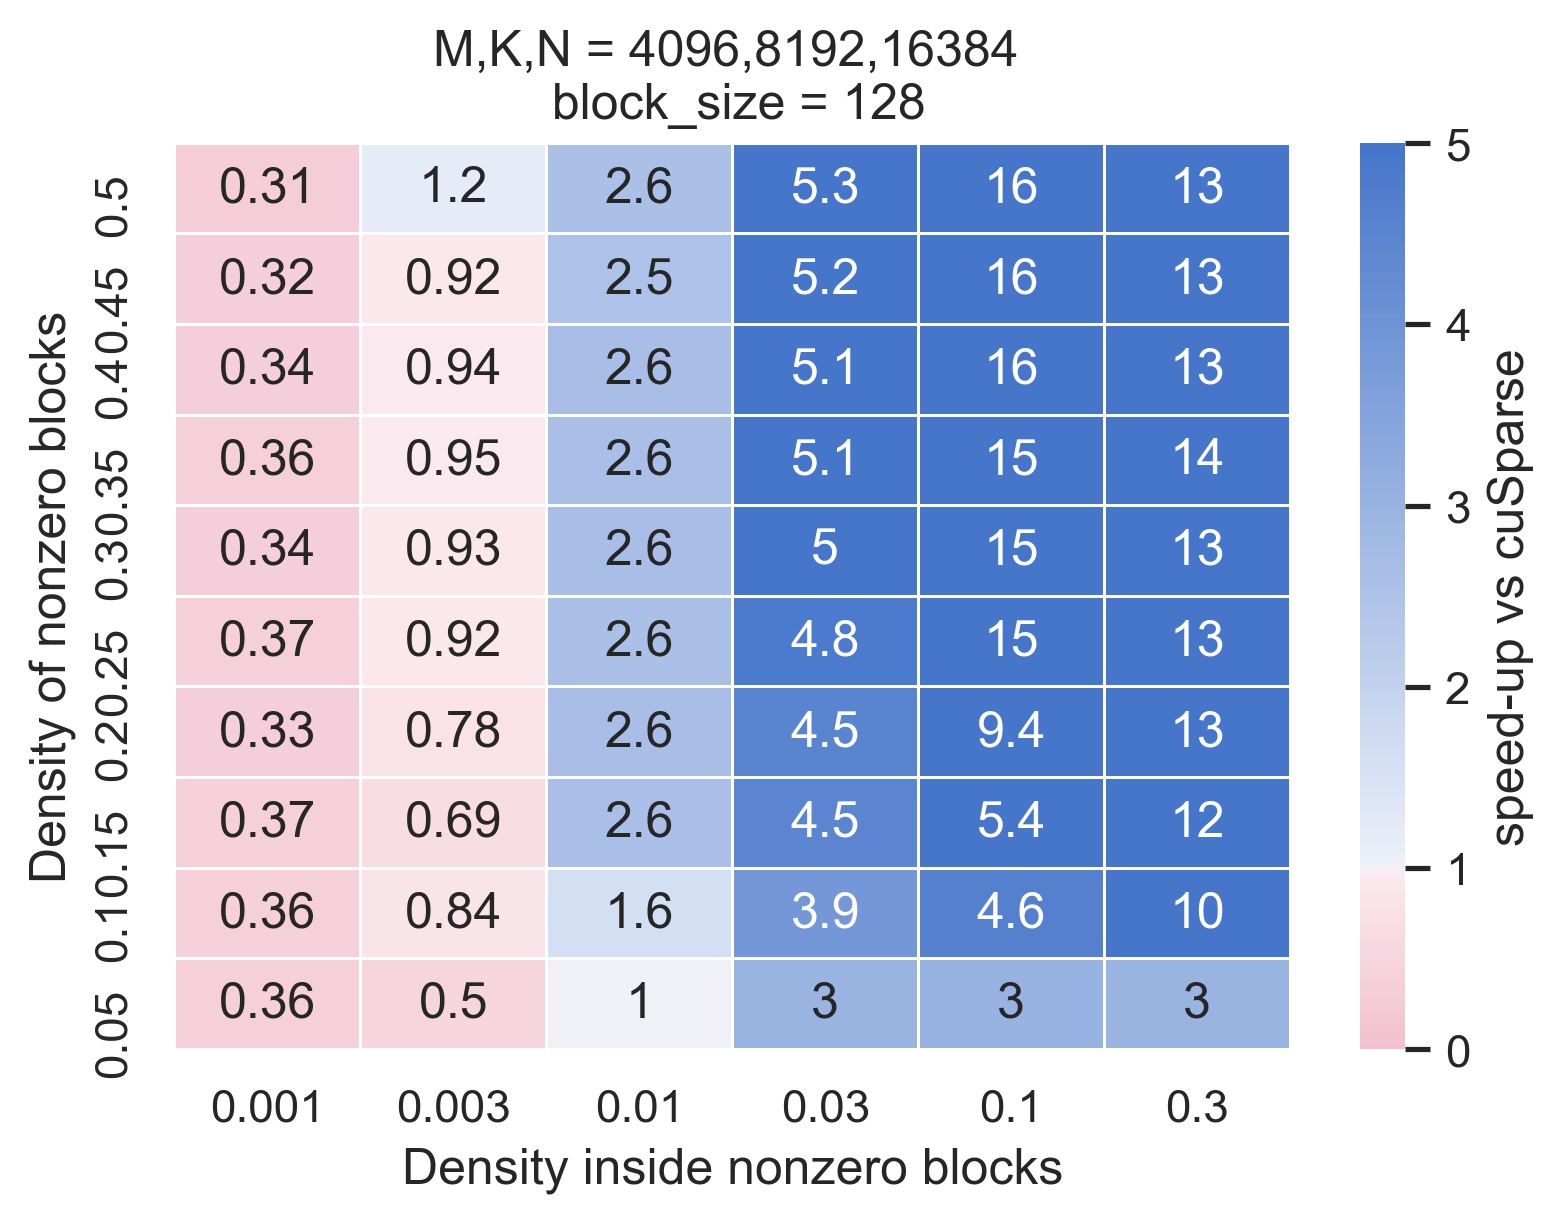 M,K,N = 4096,8192,16384
block_size = 128
Density of nonzero blocks
0.5 0.31 1.2 2.6 5.3 16 13
0.45 0.32 0.92 2.5 5.2 16 13
0.4 0.34 0.94 2.6 5.1 16 13
0.35 0.36 0.95 2.6 5.1 15 14
0.3 0.34 0.93 2.6 5 15 13
0.25 0.37 0.92 2.6 4.8 15 13
0.2 0.33 0.78 2.6 4.5 9.4 13
0.15 0.37 0.69 2.6 4.5 5.4 12
0.1 0.36 0.84 1.6 3.9 4.6 10
0.05 0.36 0.5 1 3 3 3
0.001 0.003 0.01 0.03 0.1 0.3
Density inside nonzero blocks
5
4
3
2
1
0
speed-up vs cuSparse